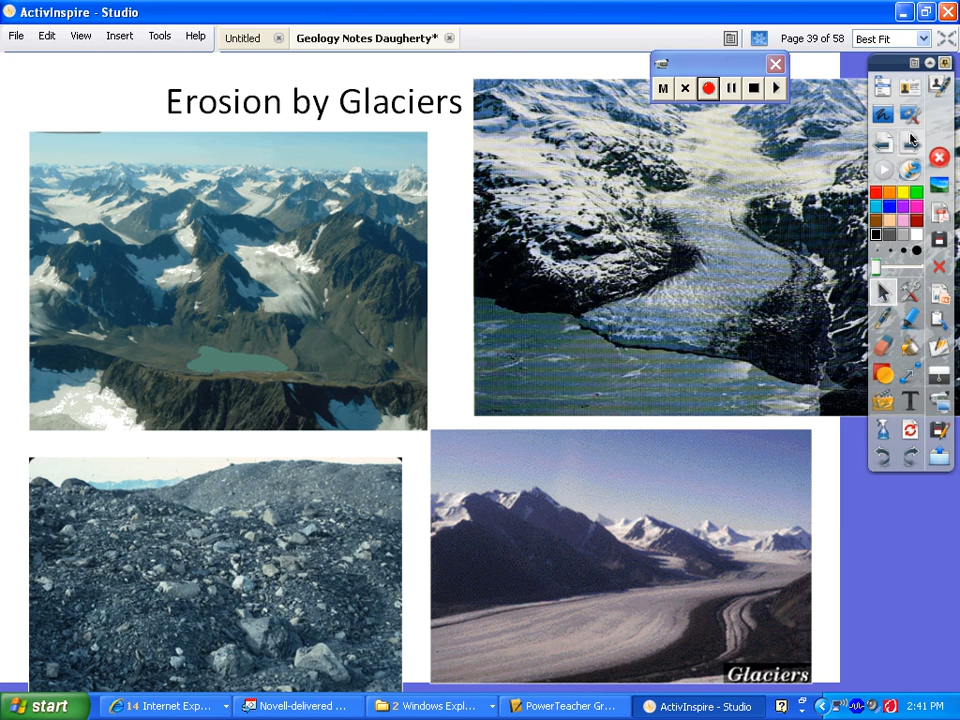 ActivInspire - Studio
File Edit View Insert Tools Help
Untitled
Geology Notes Daugherty*
Page 39 of 58
Best Fit
M
Erosion by Glaciers
T
Glaciers
start
14 Internet Exp...
Novell-delivered ...
2 Windows Expl...
PowerTeacher Gr...
ActivInspire - Studio
2:41 PM